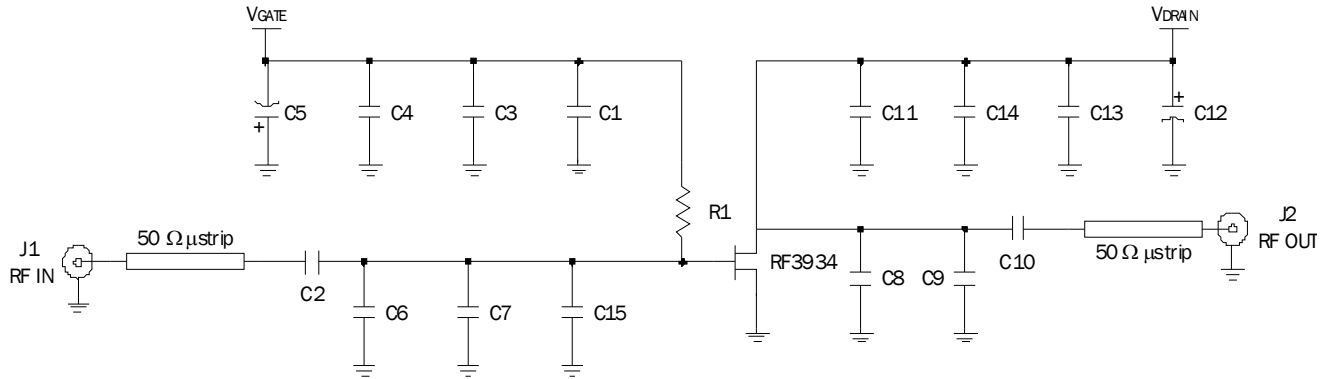 VGATE
VDRAIN
+
C5
C4
C3
C1
C11
C14
C13
+
C12
R1
J1
RF IN
50 Ω µstrip
C2
C6
C7
C15
RF3934
C8
C9
C10
50 Ω µstrip
J2
RF OUT